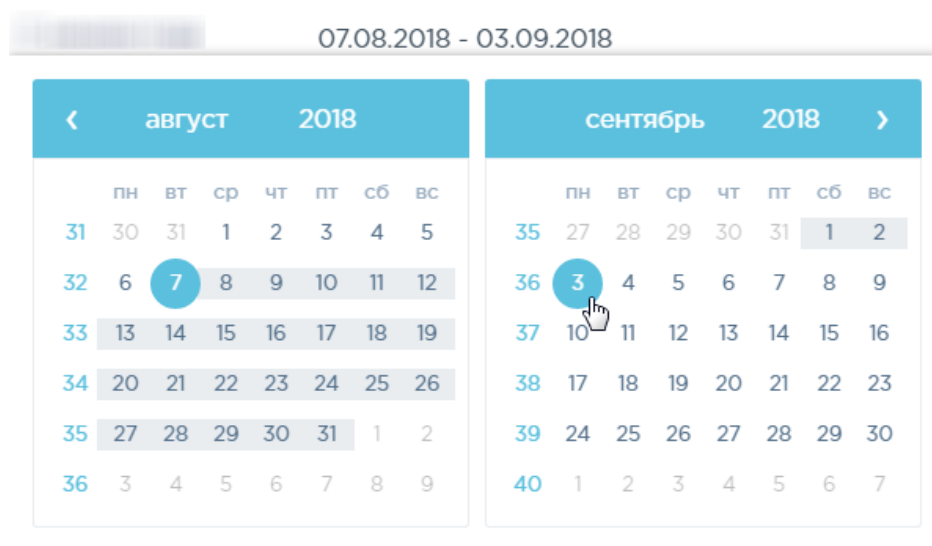 07.08.2018 - 03.09.2018
август 2018
пн вт ср чт пт сб вс
31 30 31 1 2 3 4 5
32 6 7 8 9 10 11 12
33 13 14 15 16 17 18 19
34 20 21 22 23 24 25 26
35 27 28 29 30 31 1 2
36 3 4 5 6 7 8 9
сентябрь 2018
пн вт ср чт пт сб вс
35 27 28 29 30 31 1 2
36 3 4 5 6 7 8 9
37 10 11 12 13 14 15 16
38 17 18 19 20 21 22 23
39 24 25 26 27 28 29 30
40 1 2 3 4 5 6 7